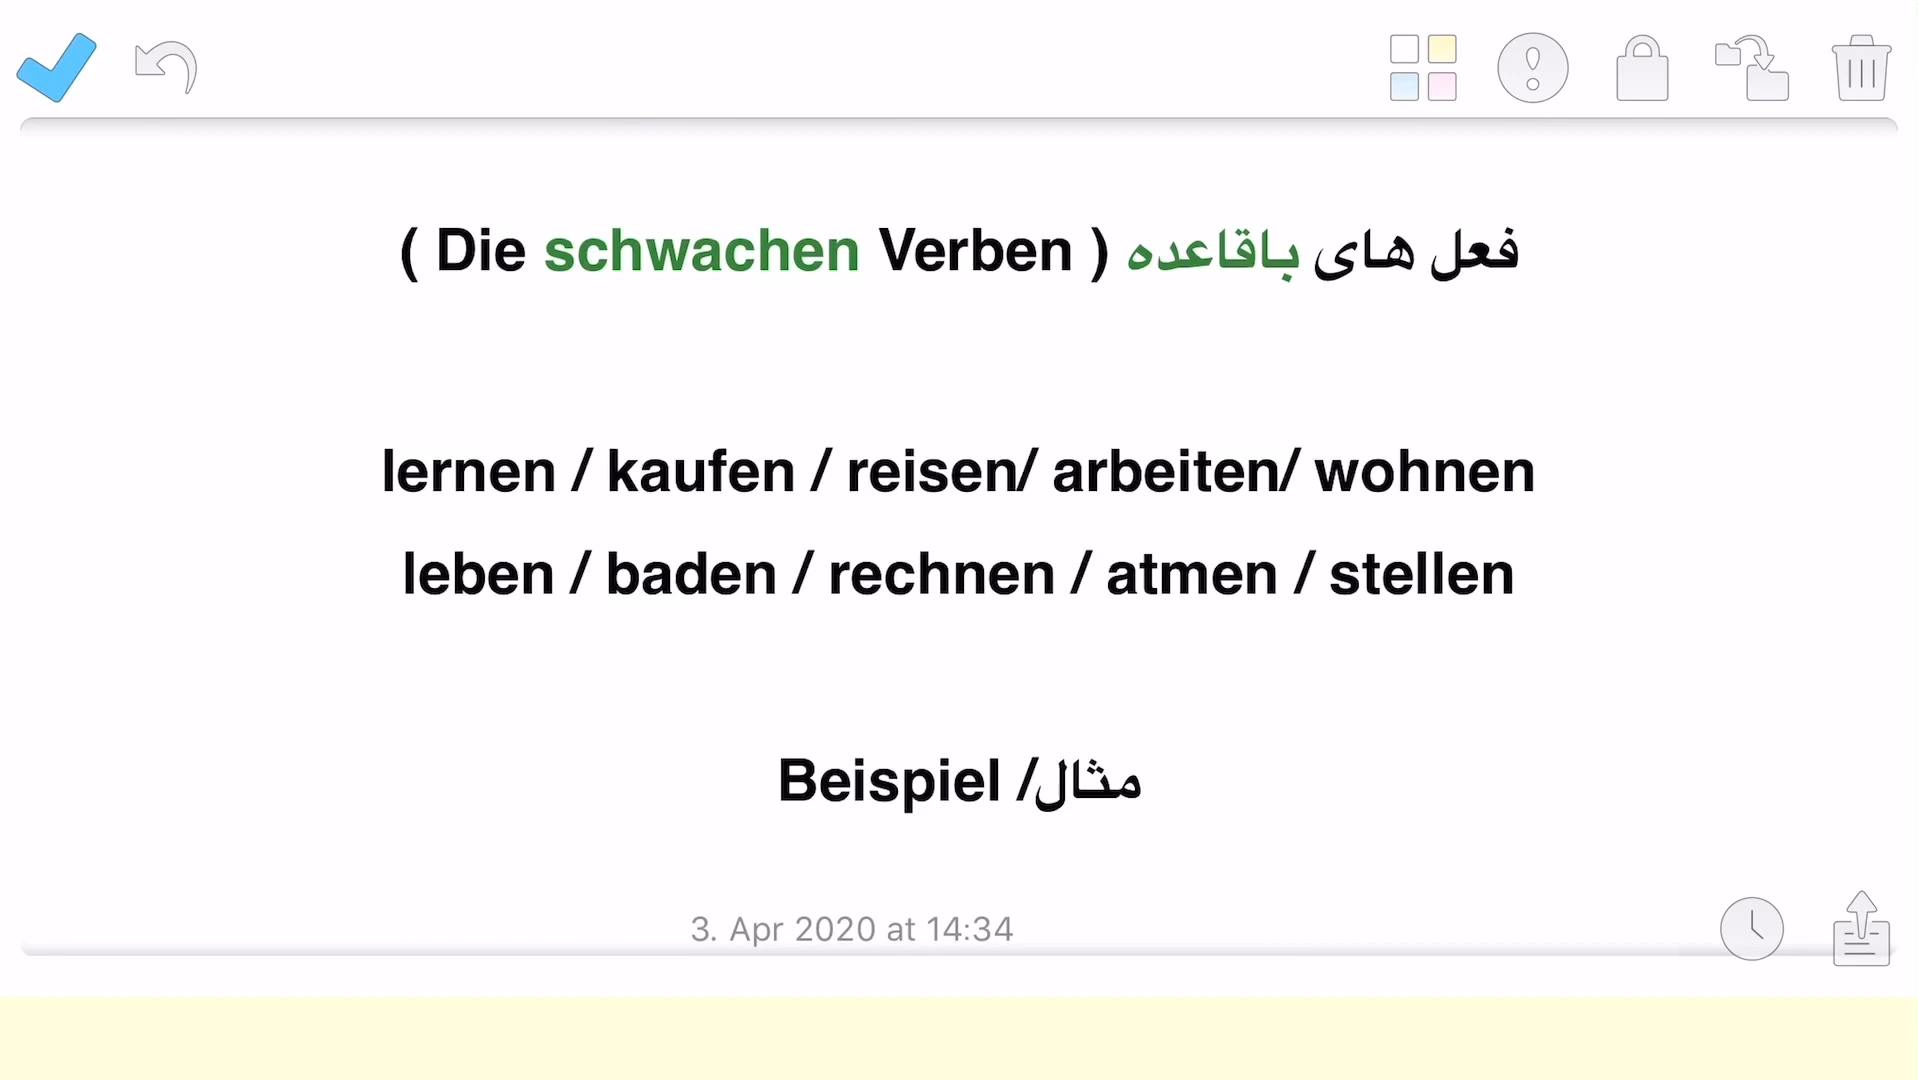 فعل های باقاعده ( Die schwachen Verben )
lernen / kaufen / reisen/ arbeiten/ wohnen
leben / baden / rechnen / atmen / stellen
Beispiel /مثال
3. Apr 2020 at 14:34